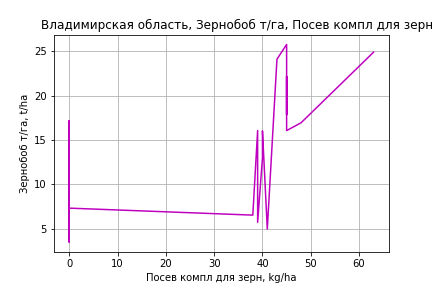 Владимирская область, Зернобоб т/га, Посев компл для зерн
25
20
15
10
5
Зернобоб т/га, t/ha
0 10 20 30 40 50 60
Посев компл для зерн, kg/ha